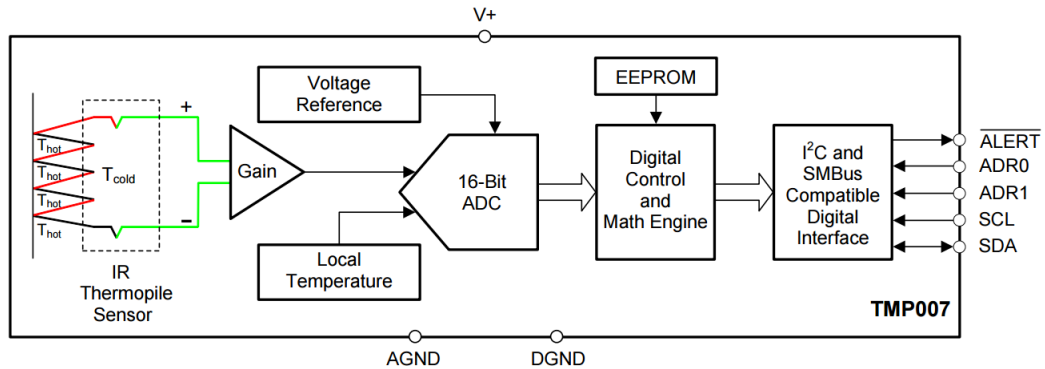 V+
Voltage
Reference
EEPROM
+
Thot
Thot
Thot
Thot
Tcold
−
Gain
16-Bit
ADC
Digital
Control
and
Math Engine
I²C and
SMBus
Compatible
Digital
Interface
ALERT
ADR0
ADR1
SCL
SDA
Local
Temperature
IR
Thermopile
Sensor
TMP007
AGND
DGND